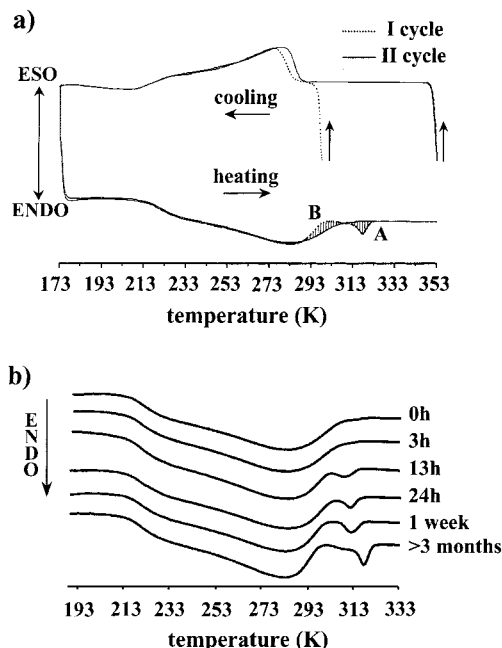 a)
I cycle
II cycle
ESO
cooling
heating
ENDO
B
A
173 193 213 233 253 273 293 313 333 353
temperature (K)
b)
ENDO
0h
3h
13h
24h
1 week
>3 months
193 213 233 253 273 293 313 333
temperature (K)